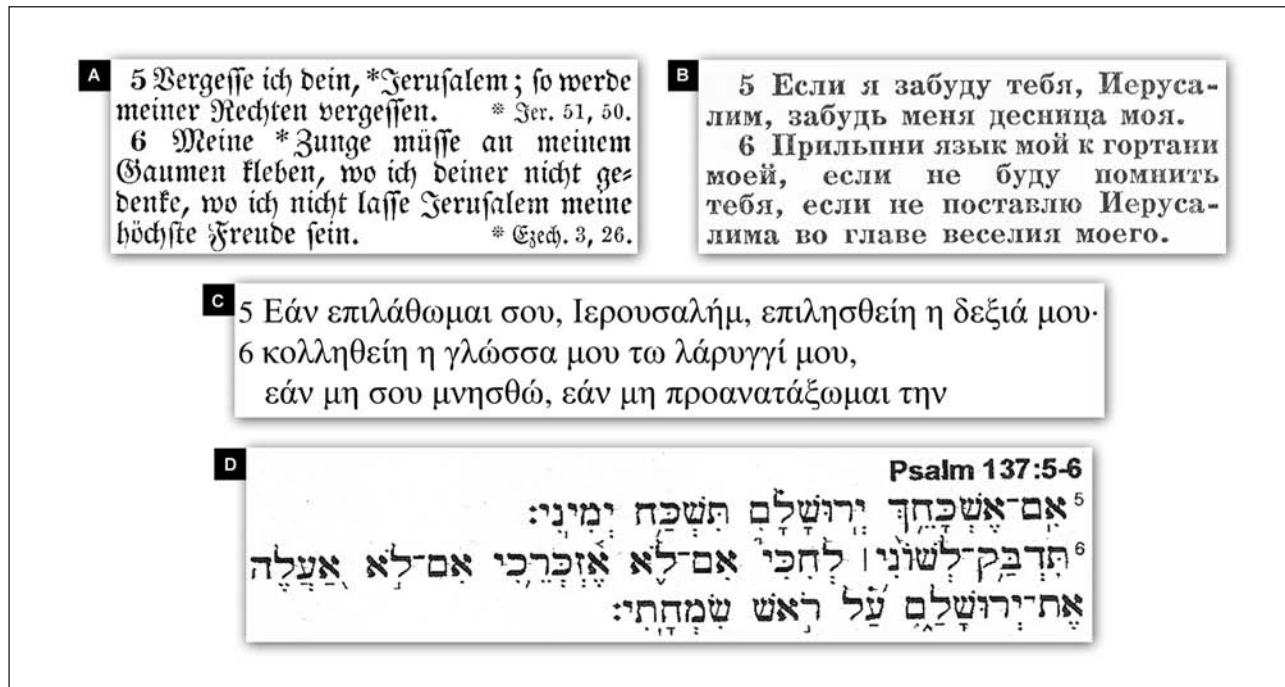 A
5 Vergesse ich dein, *Jerusalem; so werde
meiner Rechten vergessen. * Jer. 51, 50.
6 Meine *Zunge müsse an meinem
Gaumen kleben, wo ich deiner nicht ge-
denke, wo ich nicht lasse Jerusalem meine
höchste Freude sein. * Ezech. 3, 26.
B
5 Если я забуду тебя, Иеруса-
лим, забудь меня десница моя.
6 Прильпни язык мой к гортани
моей, если не буду помнить
тебя, если не поставлю Иеруса-
лима во главе веселия моего.
C
5 Εάν επιλάθωμαι σου, Ιερουσαλήμ, επιλησθείη η δεξιά μου·
6 κολληθείη η γλώσσα μου τω λάρυγγί μου,
εάν μη σου μνησθώ, εάν μη προανατάξωμαι την
D
Psalm 137:5-6
5 אִֽם־אֶשְׁכָּחֵ֥ךְ יְֽרוּשָׁלִָ֗ם תִּשְׁכַּ֥ח יְמִינִֽי׃
6 תִּדְבַּ֥ק־לְשׁוֹנִ֨י ׀ לְחִכִּי֮ אִם־לֹ֪א אֶ֫זְכְּרֵ֥כִי אִם־לֹ֣א אַ֭עֲלֶה
אֶת־יְרוּשָׁלִַ֑ם עַ֝֗ל רֹ֣אשׁ שִׂמְחָתִֽי׃